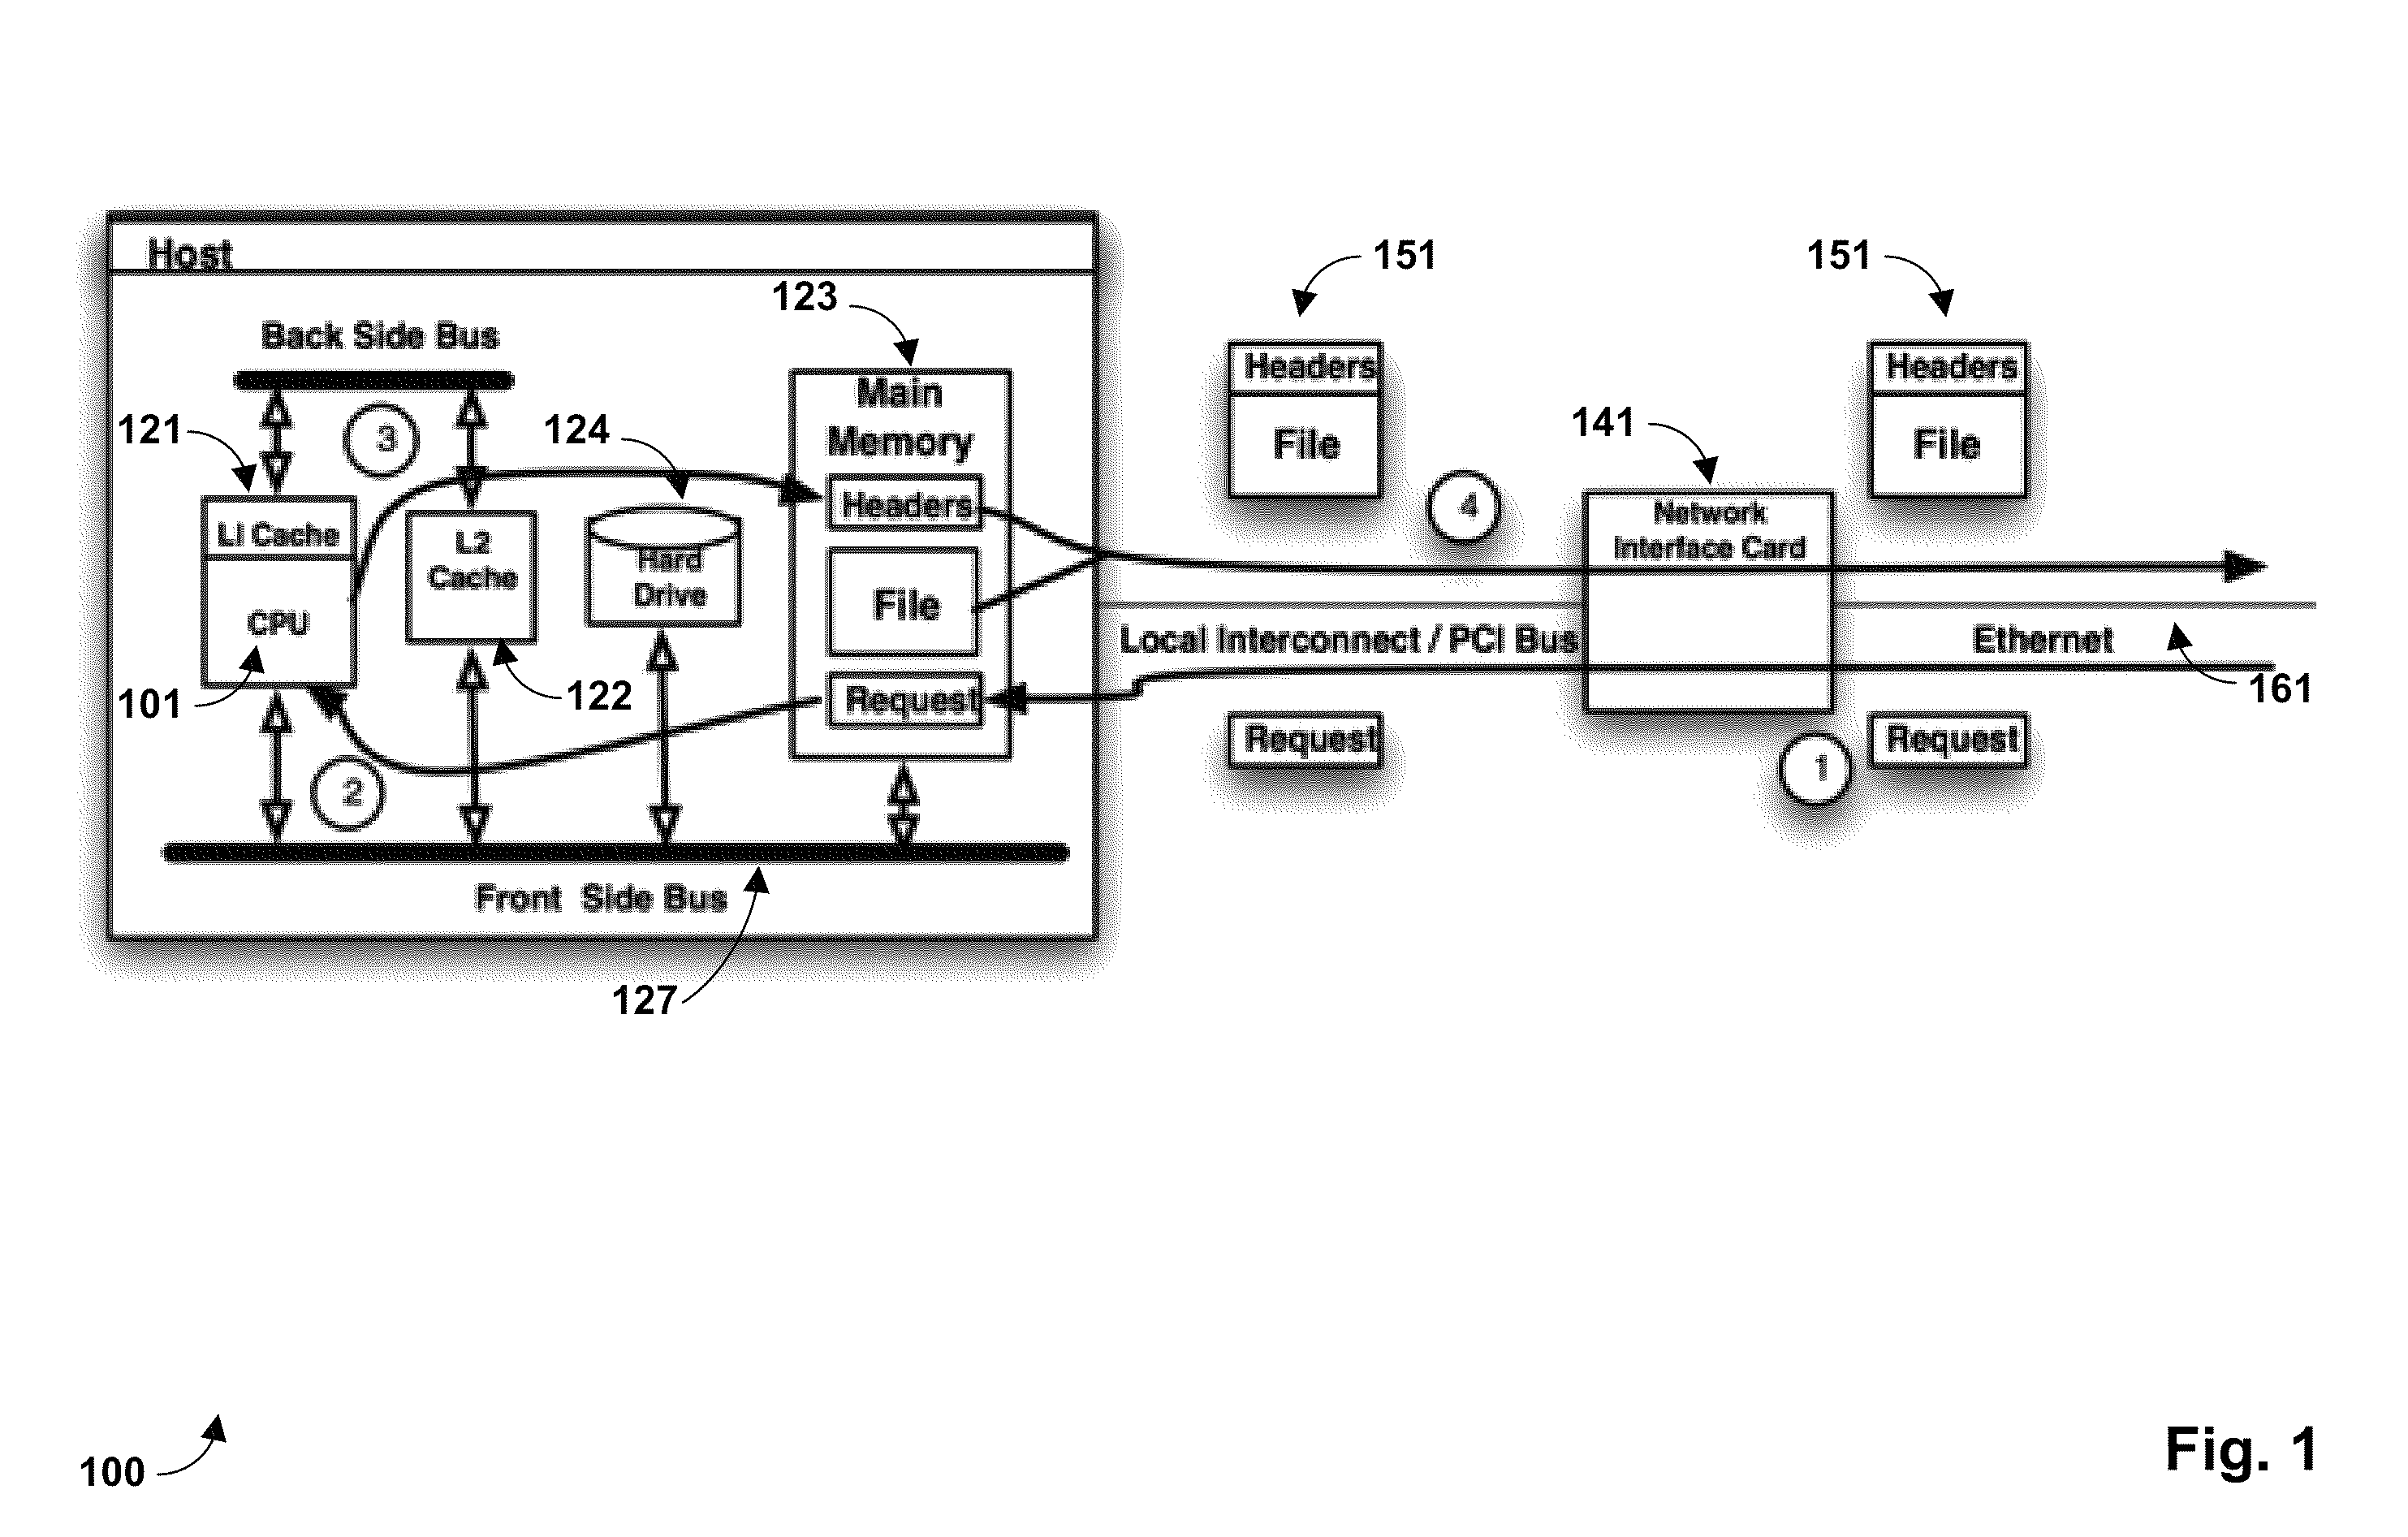 Host
151
151
123
Back Side Bus
Headers
Headers
Main
Memory
121
3
124
141
File
File
4
Headers
Network
Interface Card
LI Cache
L2
Cache
Hard
Drive
File
CPU
Local Interconnect / PCI Bus
Ethernet
101
122
Request
161
Request
Request
2
1
Front Side Bus
127
100
Fig. 1